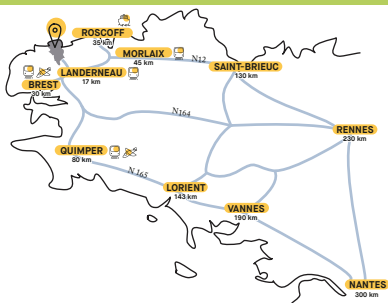 ROSCOFF
35 km
MORLAIX
45 km
N12
SAINT-BRIEUC
130 km
LANDERNEAU
17 km
BREST
30 km
N164
RENNES
230 km
QUIMPER
80 km
N165
LORIENT
143 km
VANNES
190 km
NANTES
300 km